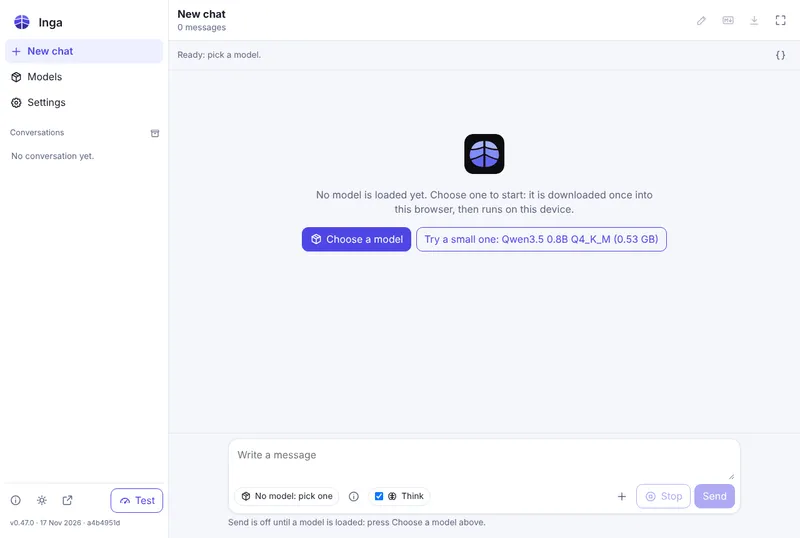 Inga
New chat
Models
Settings
Conversations
No conversation yet.
Test
v0.47.0 · 17 Nov 2026 · a4b4951d
New chat
0 messages
Ready: pick a model.
{}
No model is loaded yet. Choose one to start: it is downloaded once into
this browser, then runs on this device.
Choose a model
Try a small one: Qwen3.5 0.8B Q4_K_M (0.53 GB)
Write a message
No model: pick one
Think
Stop
Send
Send is off until a model is loaded: press Choose a model above.